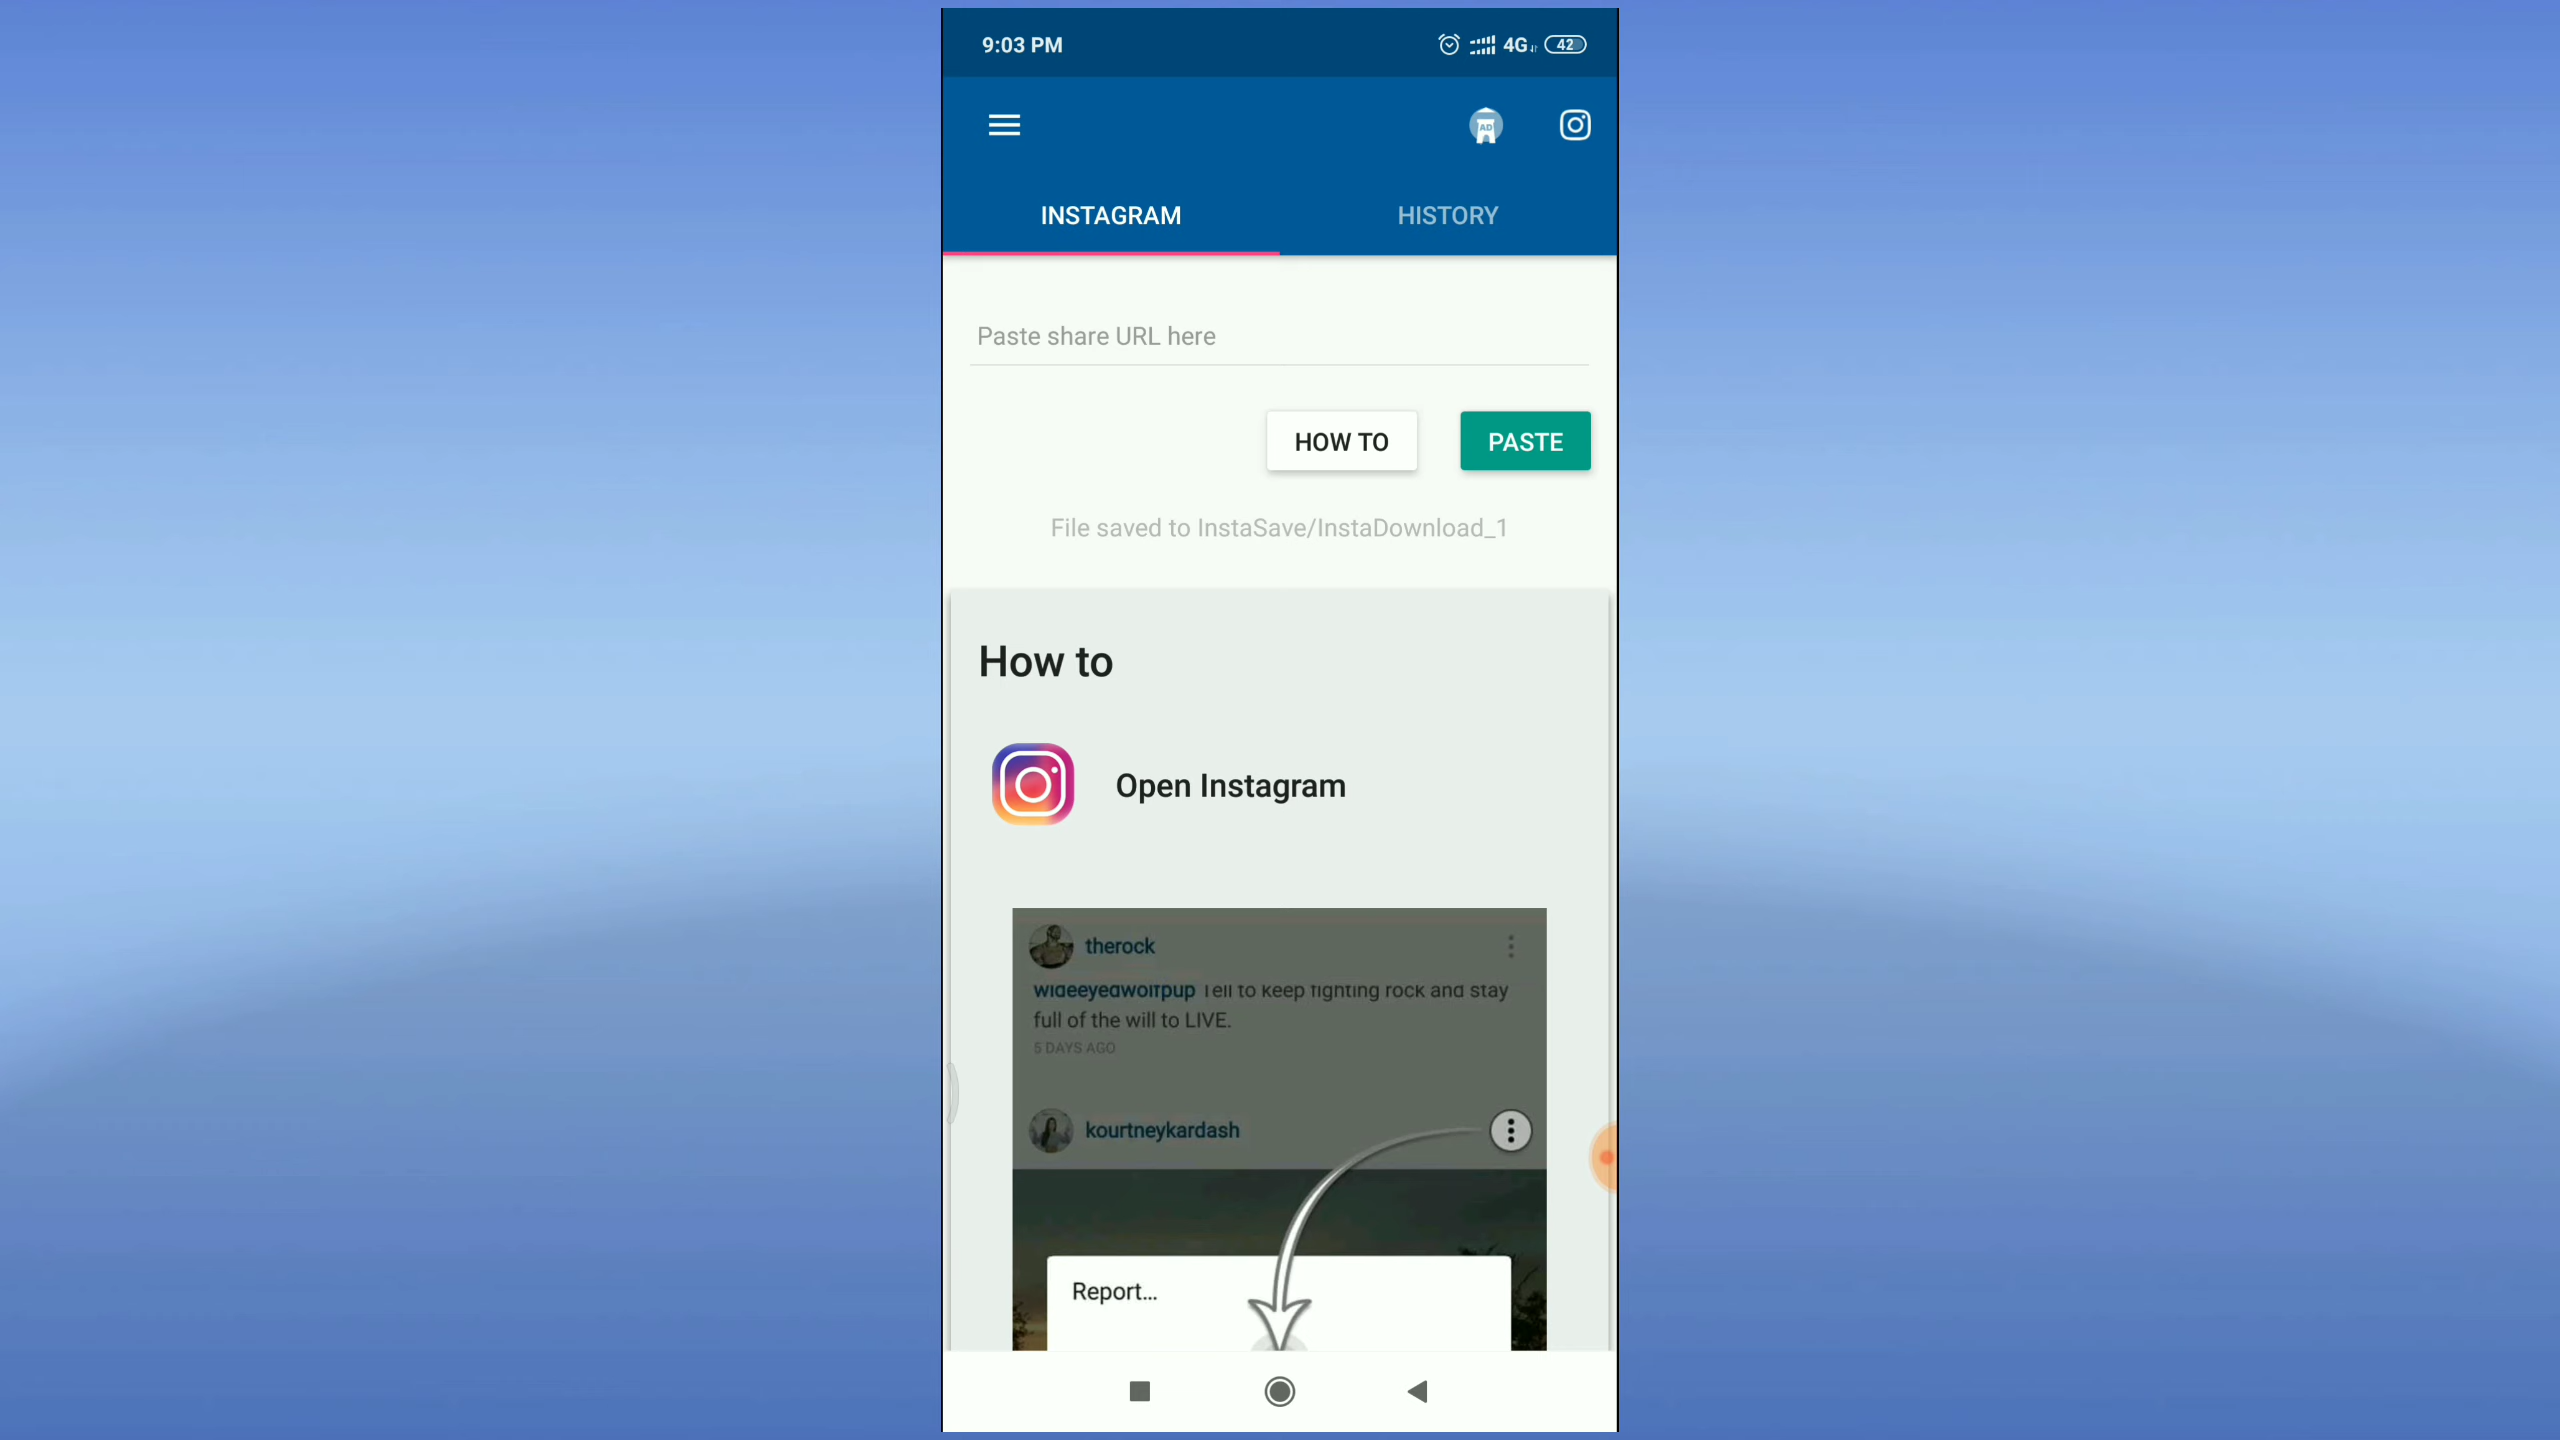 9:03 PM
4G 42
AD
INSTAGRAM
HISTORY
Paste share URL here
HOW TO
PASTE
File saved to InstaSave/InstaDownload_1
How to
Open Instagram
therock
wideeyedwolfpup Tell to keep fighting rock and stay
full of the will to LIVE.
5 DAYS AGO
kourtneykardash
Report...